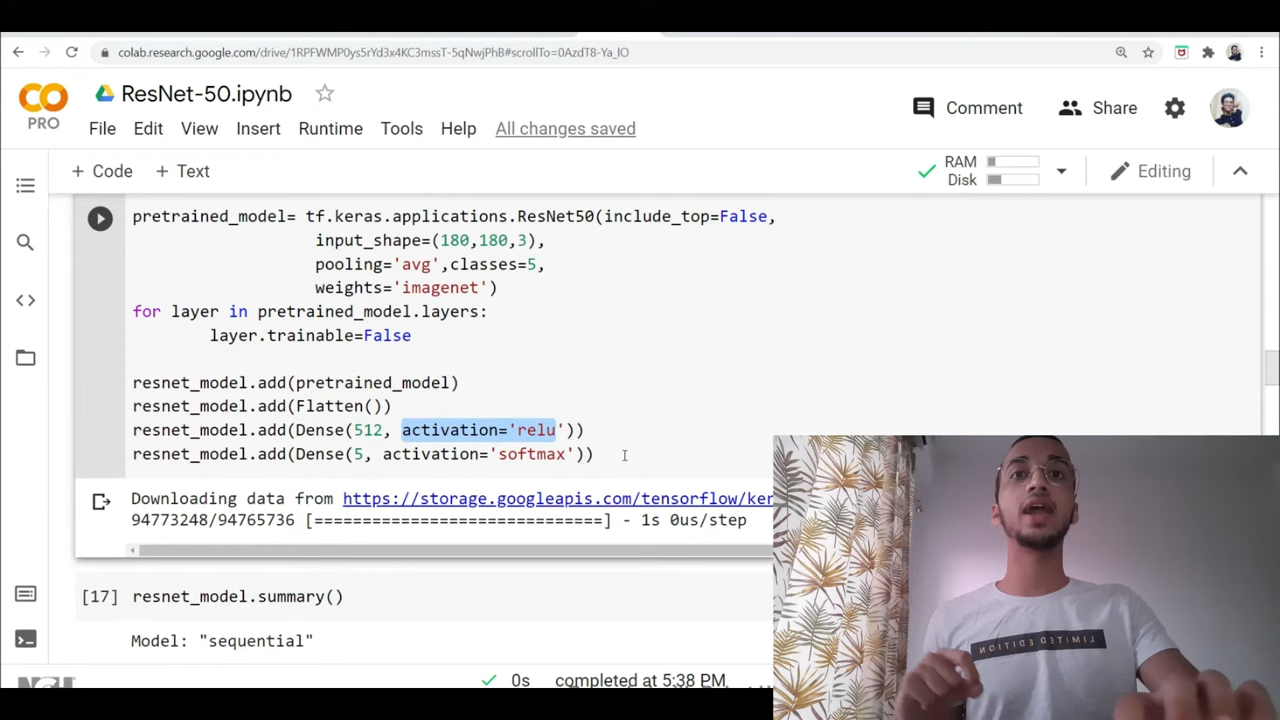 colab.research.google.com/drive/1RPFWMP0ys5rYd3x4KC3mssT-5qNwjPhB#scrollTo=0AzdT8-Ya_lO
CO
PRO
ResNet-50.ipynb
Comment
Share
File Edit View Insert Runtime Tools Help All changes saved
+ Code + Text
RAM
Disk
Editing
pretrained_model= tf.keras.applications.ResNet50(include_top=False,
input_shape=(180,180,3),
pooling='avg',classes=5,
weights='imagenet')
for layer in pretrained_model.layers:
layer.trainable=False
resnet_model.add(pretrained_model)
resnet_model.add(Flatten())
resnet_model.add(Dense(512, activation='relu'))
resnet_model.add(Dense(5, activation='softmax'))
Downloading data from https://storage.googleapis.com/tensorflow/ker
94773248/94765736 [==============================] - 1s 0us/step
[17] resnet_model.summary()
Model: "sequential"
0s completed at 5:38 PM
LIMITED EDITION